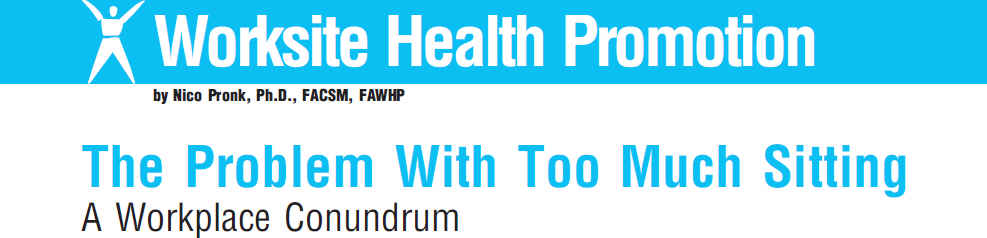 Worksite Health Promotion
by Nico Pronk, Ph.D., FACSM, FAWHP
The Problem With Too Much Sitting
A Workplace Conundrum